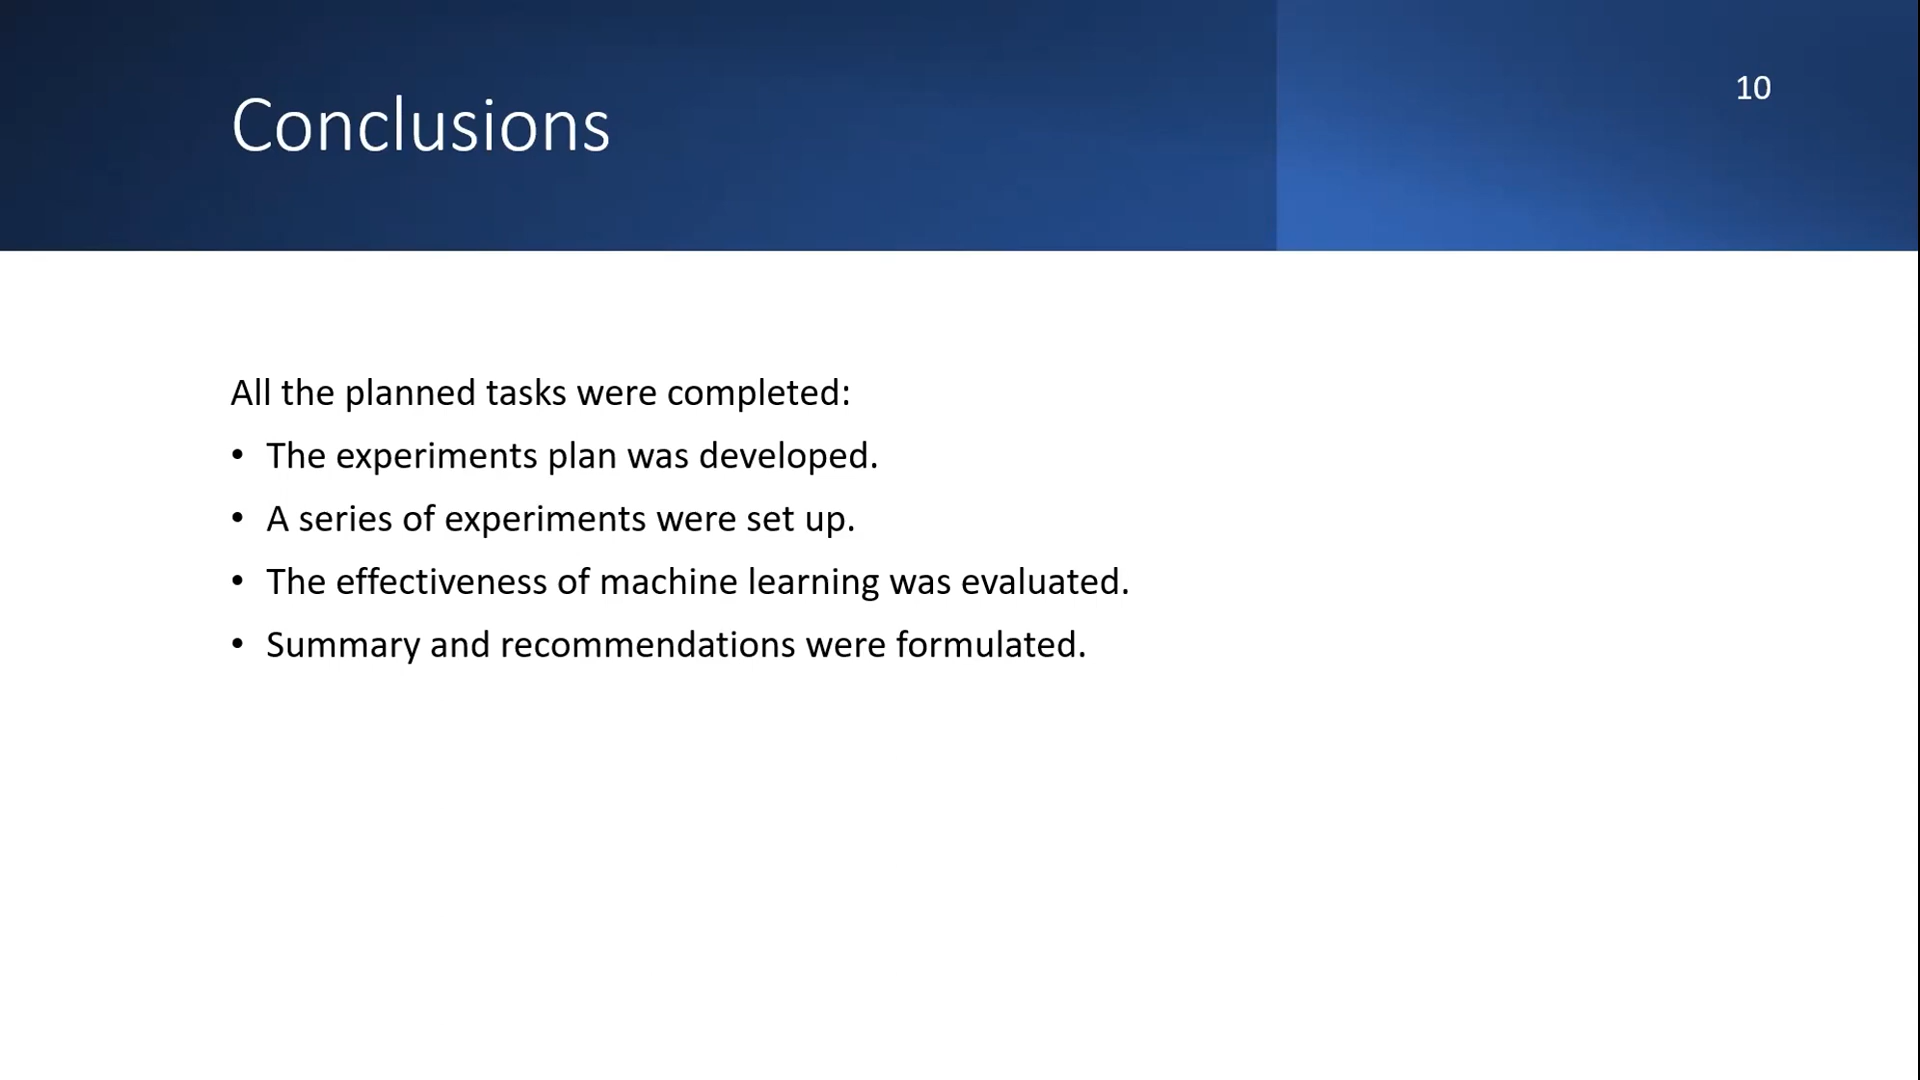 Conclusions
10
All the planned tasks were completed:
• The experiments plan was developed.
• A series of experiments were set up.
• The effectiveness of machine learning was evaluated.
• Summary and recommendations were formulated.